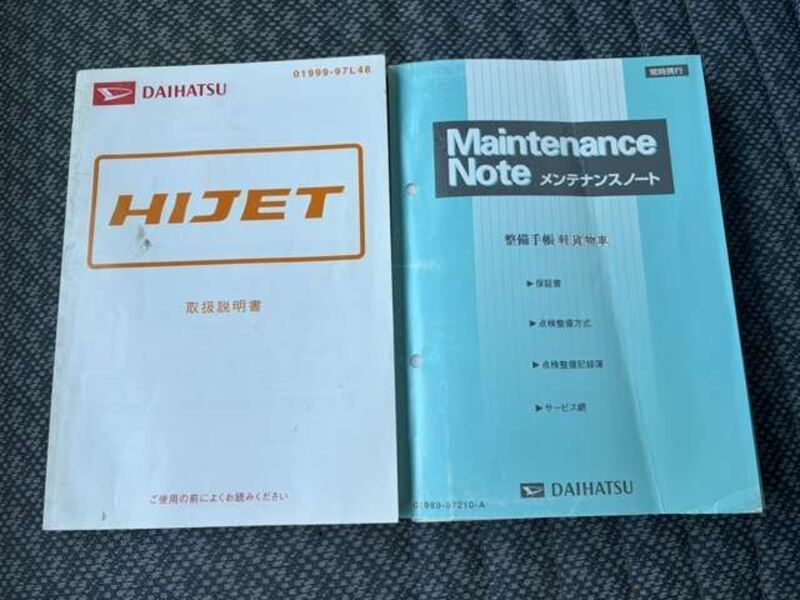 01999-97L48
DAIHATSU
HIJET
取扱説明書
ご使用の前によくお読みください
常時携行
Maintenance
Note メンテナンスノート
整備手帳 軽貨物車
▶保証書
▶点検整備方式
▶点検整備記録簿
▶サービス網
DAIHATSU
01989-97210-A